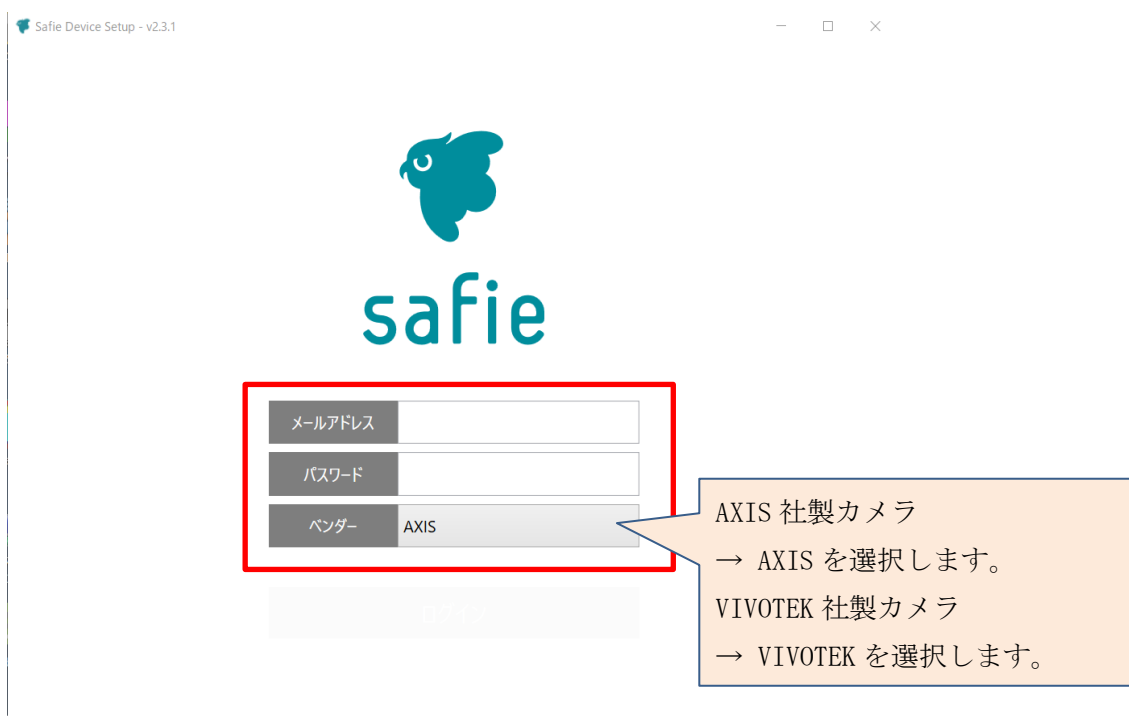 Safie Device Setup - v2.3.1
safie
メールアドレス
パスワード
ベンダー
AXIS
ログイン
AXIS 社製カメラ
→ AXIS を選択します。
VIVOTEK 社製カメラ
→ VIVOTEK を選択します。